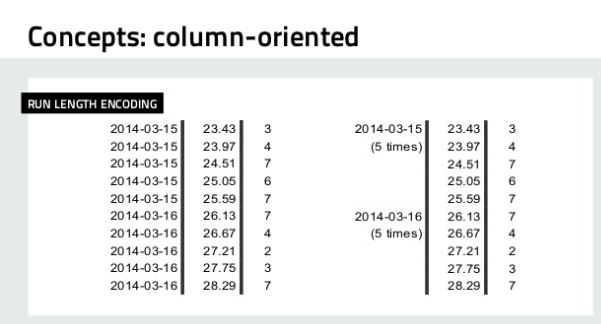 Concepts: column-oriented
RUN LENGTH ENCODING
2014-03-15 23.43 3 2014-03-15 23.43 3
2014-03-15 23.97 4 (5 times) 23.97 4
2014-03-15 24.51 7 24.51 7
2014-03-15 25.05 6 25.05 6
2014-03-15 25.59 7 25.59 7
2014-03-16 26.13 7 2014-03-16 26.13 7
2014-03-16 26.67 4 (5 times) 26.67 4
2014-03-16 27.21 2 27.21 2
2014-03-16 27.75 3 27.75 3
2014-03-16 28.29 7 28.29 7